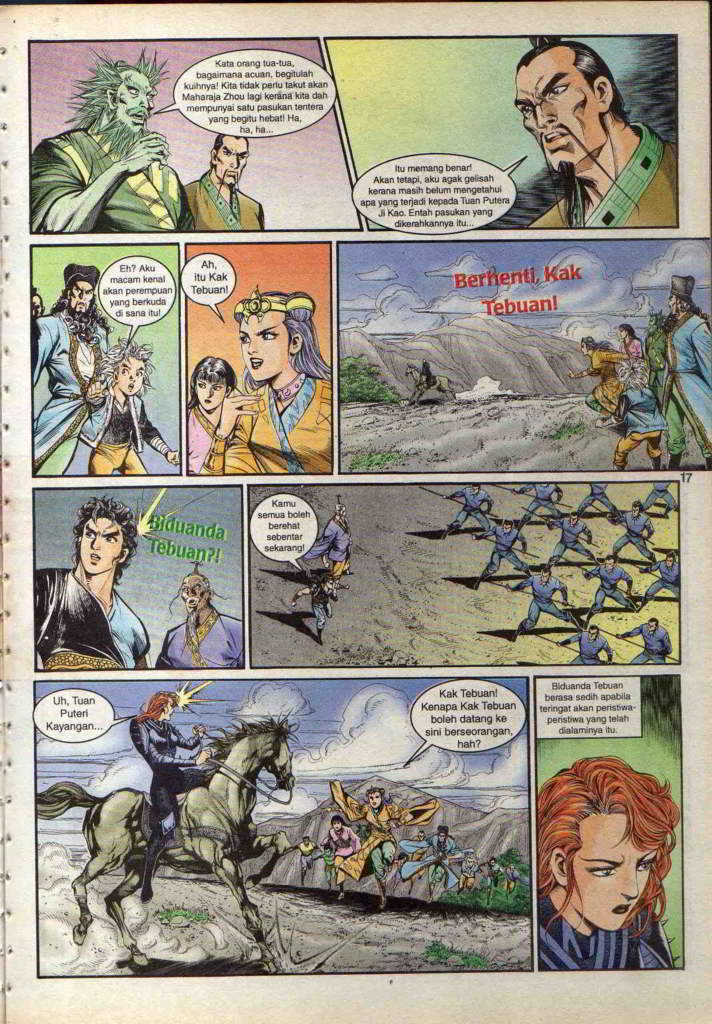 Kata orang tua-tua,
bagaimana acuan, begitulah
kuihnya! Kita tidak perlu takut akan
Maharaja Zhou lagi kerana kita dah
mempunyai satu pasukan tentera
yang begitu hebat! Ha,
ha, ha...
Itu memang benar!
Akan tetapi, aku agak gelisah
kerana masih belum mengetahui
apa yang terjadi kepada Tuan Putera
Ji Kao. Entah pasukan yang
dikerahkannya itu...
Eh? Aku
macam kenal
akan perempuan
yang berkuda
di sana itu!
Ah,
itu Kak
Tebuan!
Berhenti, Kak
Tebuan!
17
Biduanda
Tebuan?!
Kamu
semua boleh
berehat
sebentar
sekarang!
Uh, Tuan
Puteri
Kayangan...
Kak Tebuan!
Kenapa Kak Tebuan
boleh datang ke
sini berseorangan,
hah?
Biduanda Tebuan
berasa sedih apabila
teringat akan peristiwa-
peristiwa yang telah
dialaminya itu.